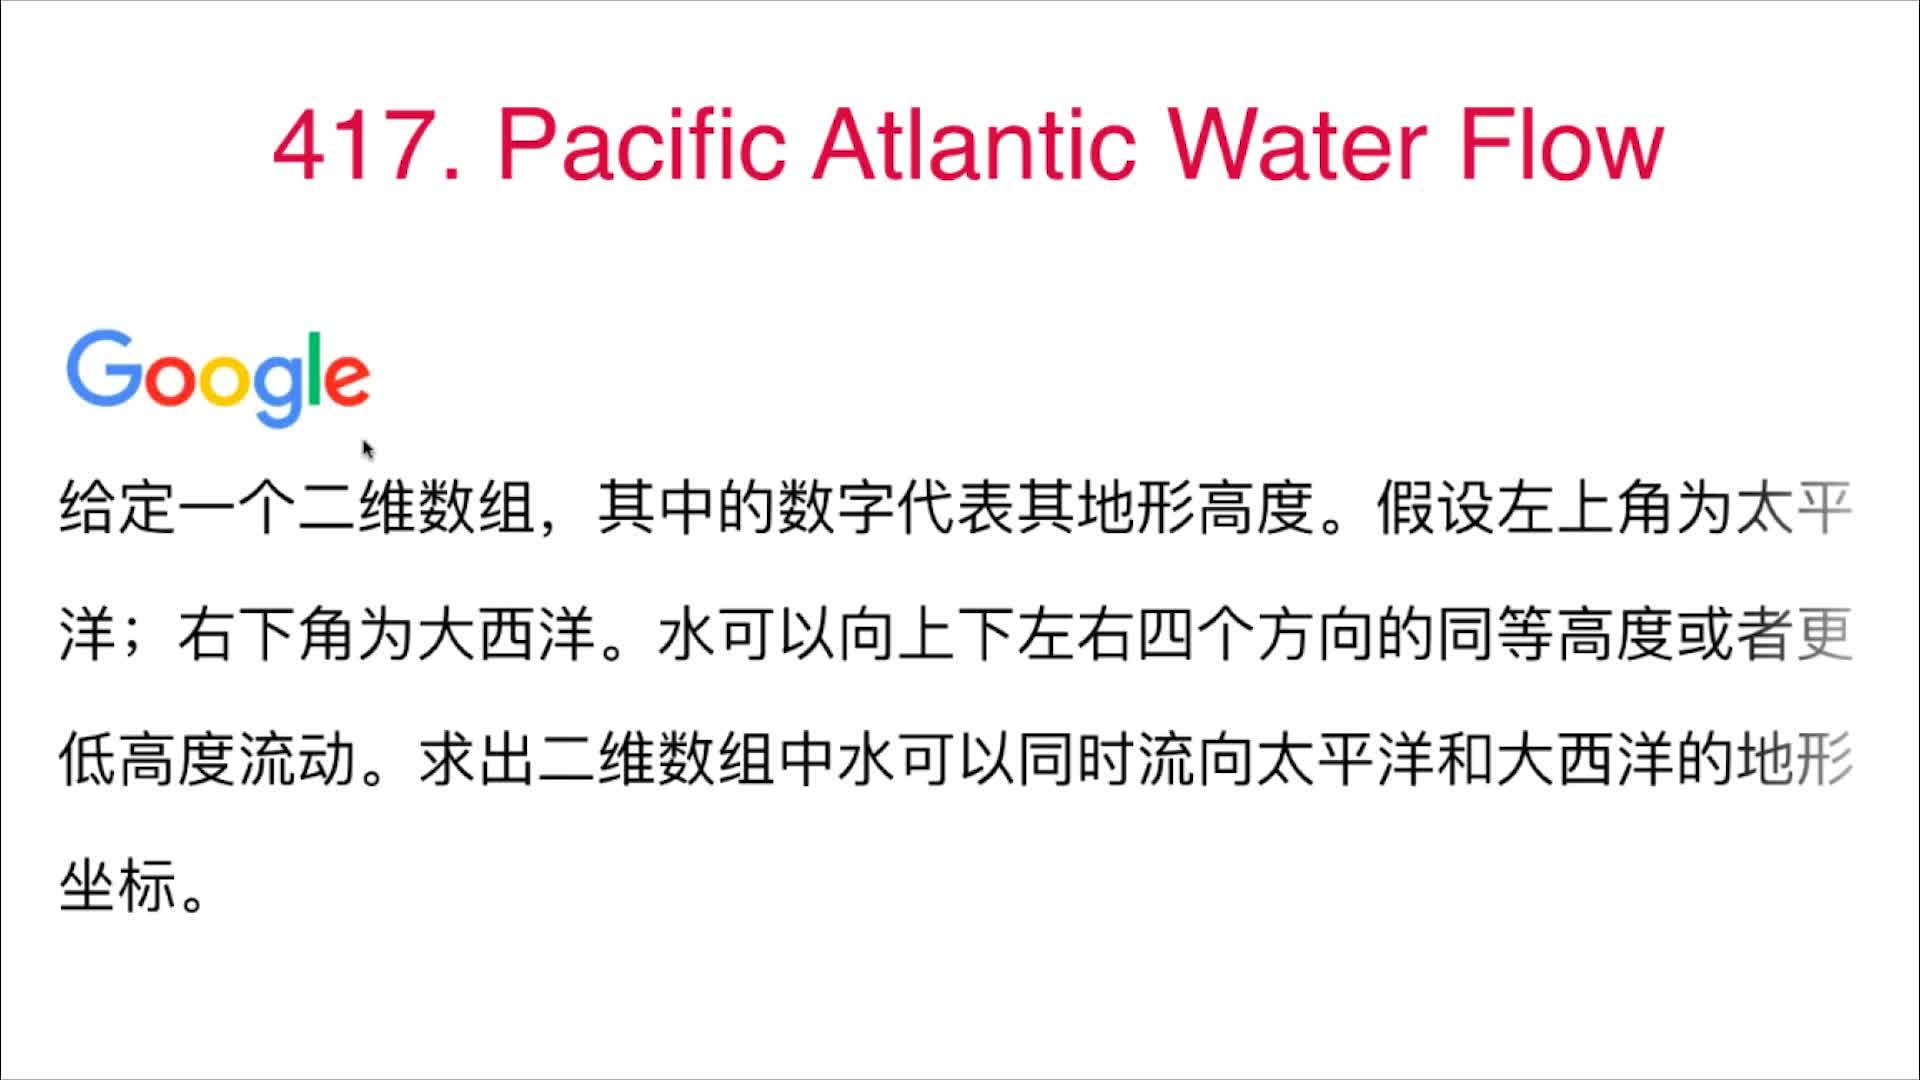 417. Pacific Atlantic Water Flow
Google
给定一个二维数组，其中的数字代表其地形高度。假设左上角为太平
洋；右下角为大西洋。水可以向上下左右四个方向的同等高度或者更
低高度流动。求出二维数组中水可以同时流向太平洋和大西洋的地形
坐标。